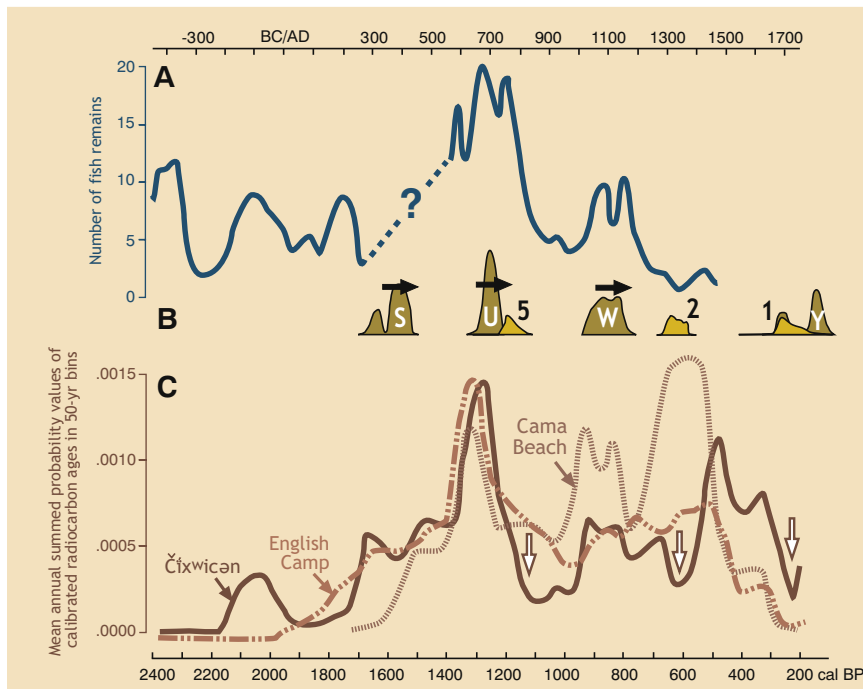 -300 BC/AD 300 500 700 900 1100 1300 1500 1700
A
20
15
10
5
0
Number of fish remains
?
B
S U 5 W 2 1 Y
C
.0015
.0010
.0005
.0000
Mean annual summed probability values of
calibrated radiocarbon ages in 50-yr bins
Cama
Beach
English
Camp
Č̓ixʷicən
2400 2200 2000 1800 1600 1400 1200 1000 800 600 400 200 cal BP